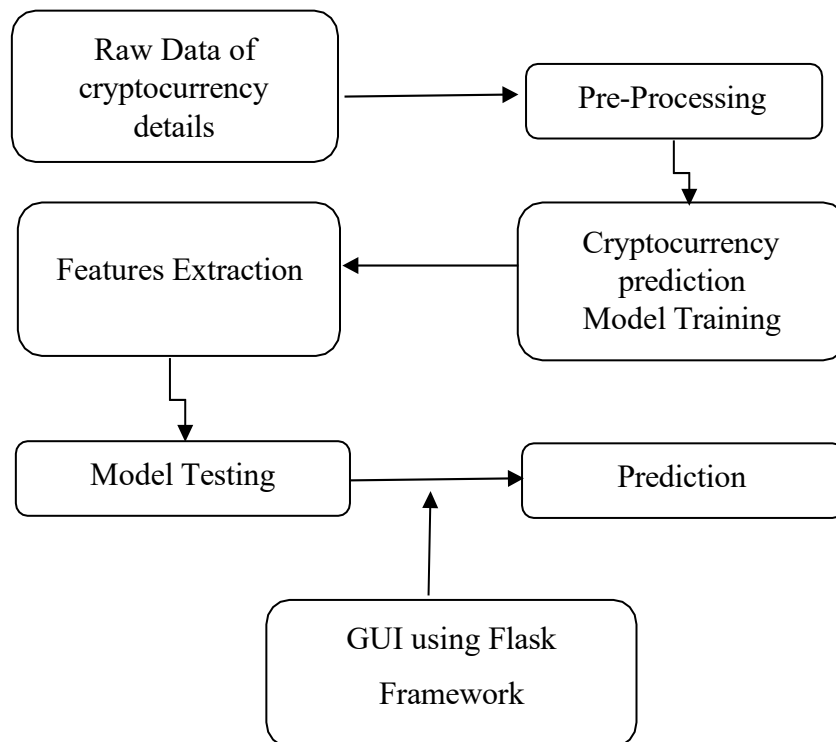 Raw Data of
cryptocurrency
details
Pre-Processing
Cryptocurrency
prediction
Model Training
Features Extraction
Model Testing
Prediction
GUI using Flask
Framework